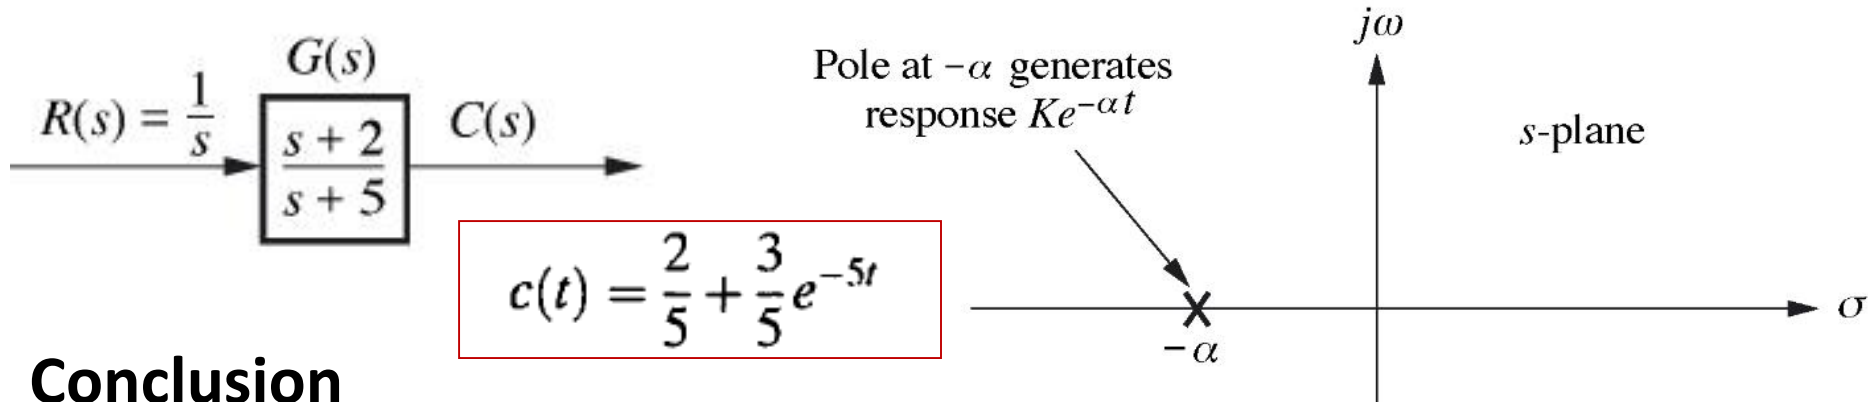 G(s)
R(s) = 1/s
s + 2
s + 5
C(s)
c(t) = 2/5 + 3/5 e^{-5t}
Conclusion
Pole at −α generates
response Ke^{−αt}
jω
s-plane
σ
−α